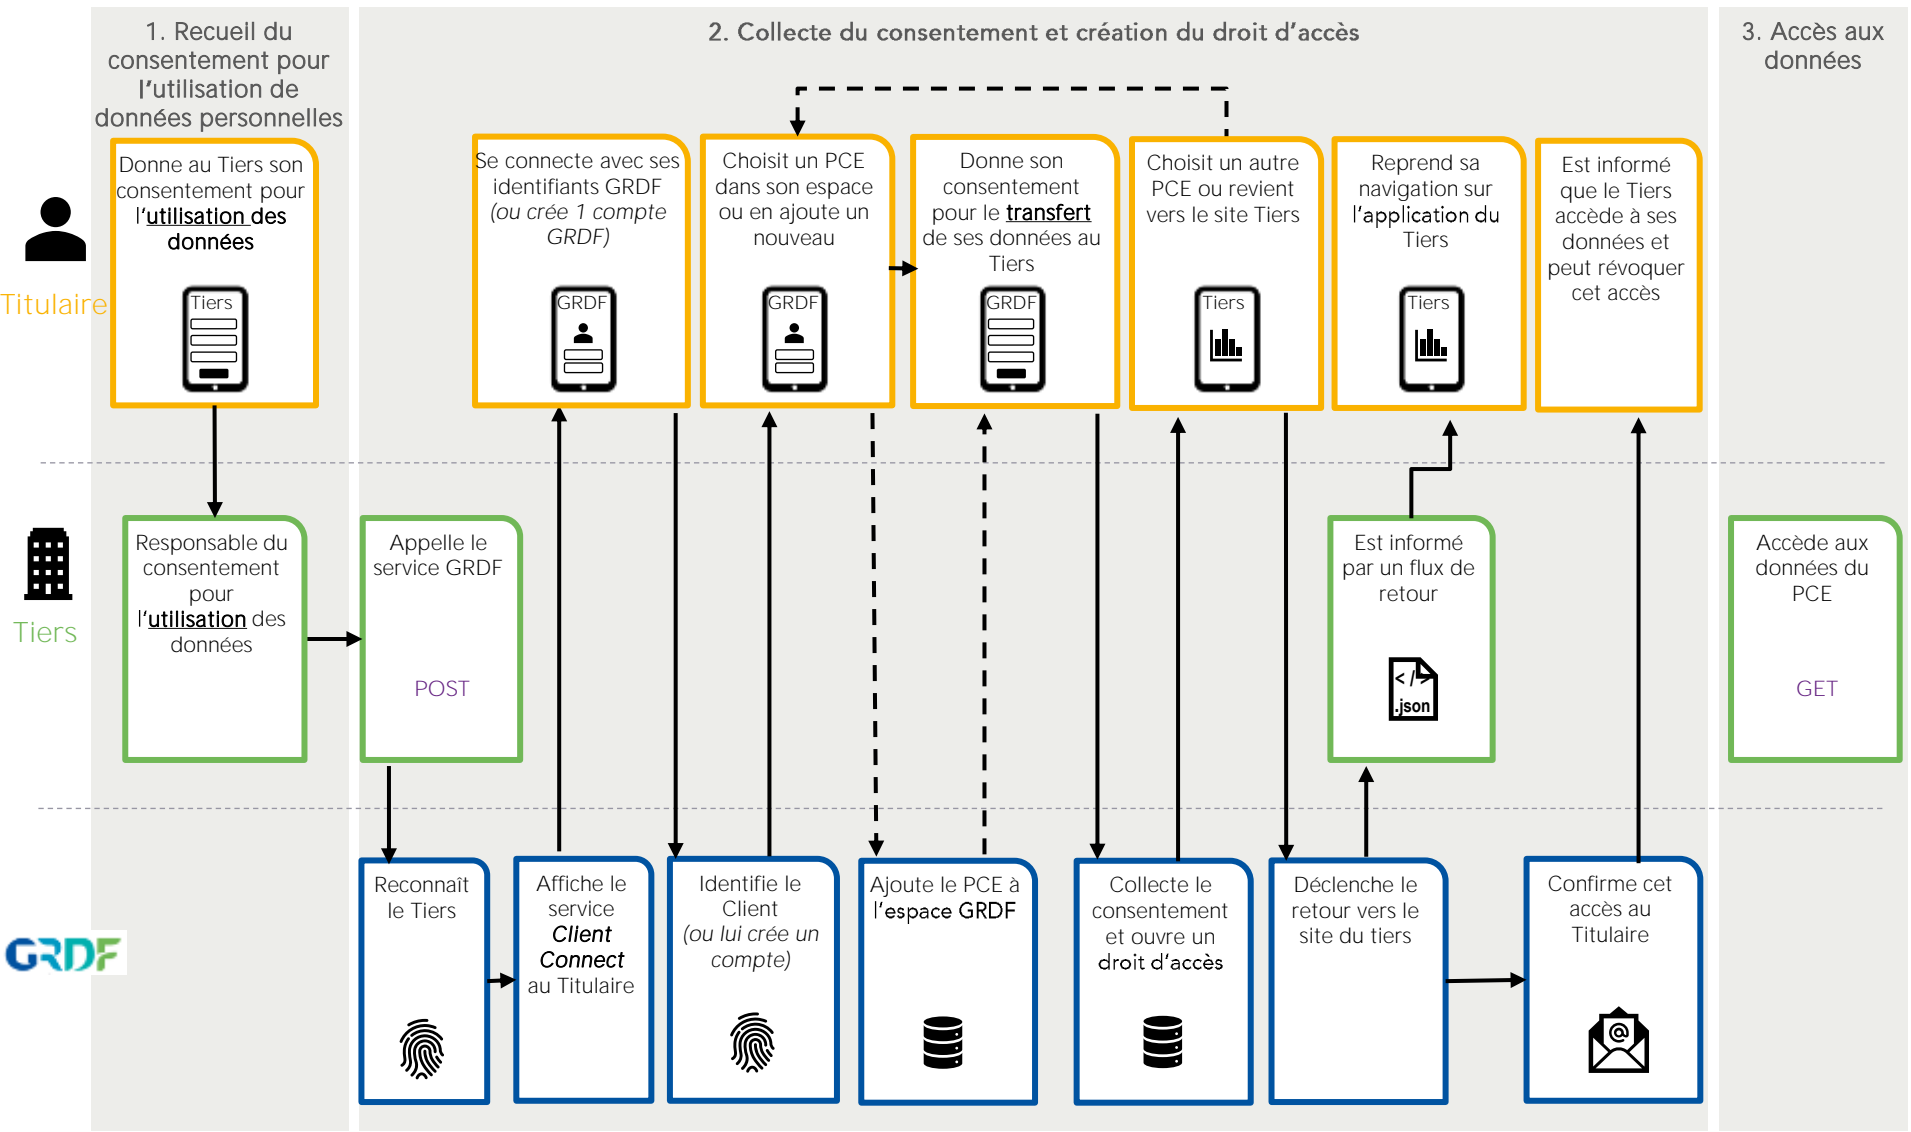 1. Recueil du
consentement pour
l'utilisation de
données personnelles
2. Collecte du consentement et création du droit d'accès
3. Accès aux
données
Titulaire
Donne au Tiers son
consentement pour
l'utilisation des
données
Tiers
Se connecte avec ses
identifiants GRDF
(ou crée 1 compte
GRDF)
GRDF
Choisit un PCE
dans son espace
ou en ajoute un
nouveau
GRDF
Donne son
consentement
pour le transfert
de ses données au
Tiers
GRDF
Choisit un autre
PCE ou revient
vers le site Tiers
Tiers
Reprend sa
navigation sur
l'application du
Tiers
Tiers
Est informé
que le Tiers
accède à ses
données et
peut révoquer
cet accès
Tiers
Responsable du
consentement
pour
l'utilisation des
données
Appelle le
service GRDF
POST
Est informé
par un flux de
retour
</>
.json
Accède aux
données du
PCE
GET
GRDF
Reconnaît
le Tiers
Affiche le
service
Client
Connect
au Titulaire
Identifie le
Client
(ou lui crée un
compte)
Ajoute le PCE à
l'espace GRDF
Collecte le
consentement
et ouvre un
droit d'accès
Déclenche le
retour vers le
site du tiers
Confirme cet
accès au
Titulaire
@